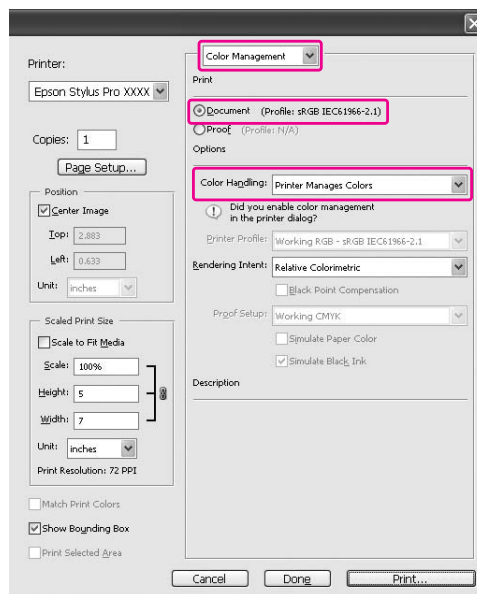 Printer:
Epson Stylus Pro XXXX
Copies: 1
Page Setup...
Position
Center Image
Top: 2.883
Left: 0.633
Unit: inches
Scaled Print Size
Scale to Fit Media
Scale: 100%
Height: 5
Width: 7
Unit: inches
Print Resolution: 72 PPI
Match Print Colors
Show Bounding Box
Print Selected Area
Color Management
Print
Document (Profile: sRGB IEC61966-2.1)
Proof (Profile: N/A)
Options
Color Handling: Printer Manages Colors
Did you enable color management
in the printer dialog?
Printer Profile: Working RGB - sRGB IEC61966-2.1
Rendering Intent: Relative Colorimetric
Black Point Compensation
Proof Setup: Working CMYK
Simulate Paper Color
Simulate Black Ink
Description
Cancel
Done
Print...